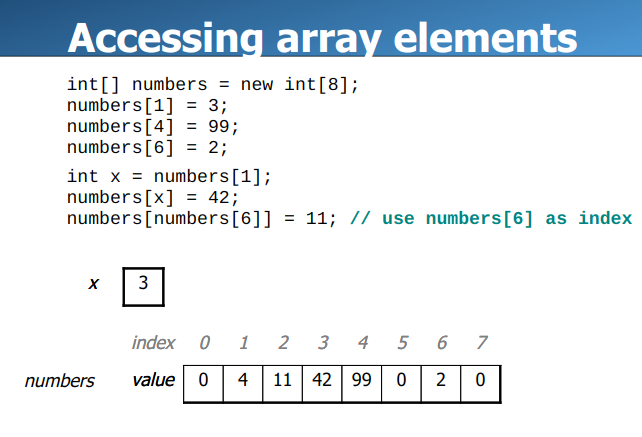 Accessing array elements
int[] numbers = new int[8];
numbers[1] = 3;
numbers[4] = 99;
numbers[6] = 2;
int x = numbers[1];
numbers[x] = 42;
numbers[numbers[6]] = 11; // use numbers[6] as index
x 3
index 0 1 2 3 4 5 6 7
numbers value 0 4 11 42 99 0 2 0